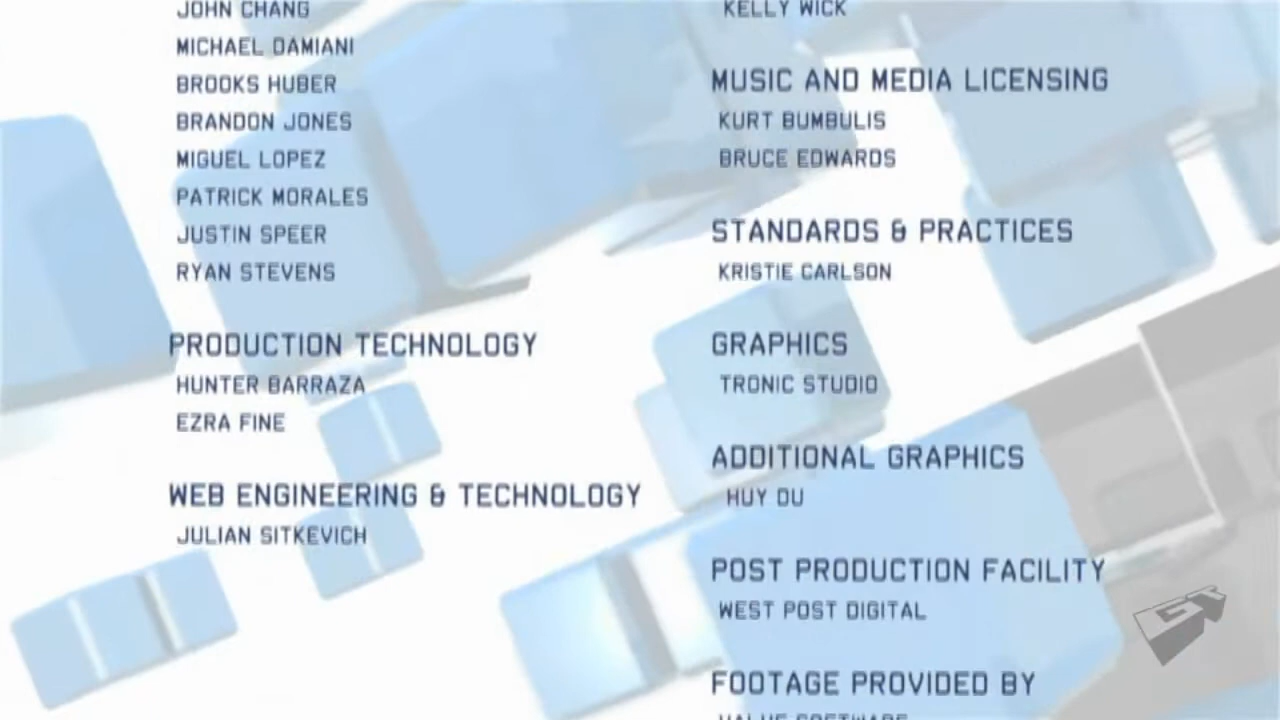 JOHN CHANG
MICHAEL DAMIANI
BROOKS HUBER
BRANDON JONES
MIGUEL LOPEZ
PATRICK MORALES
JUSTIN SPEER
RYAN STEVENS
PRODUCTION TECHNOLOGY
HUNTER BARRAZA
EZRA FINE
WEB ENGINEERING & TECHNOLOGY
JULIAN SITKEVICH
KELLY WICK
MUSIC AND MEDIA LICENSING
KURT BUMBULIS
BRUCE EDWARDS
STANDARDS & PRACTICES
KRISTIE CARLSON
GRAPHICS
TRONIC STUDIO
ADDITIONAL GRAPHICS
HUY DU
POST PRODUCTION FACILITY
WEST POST DIGITAL
GT
FOOTAGE PROVIDED BY